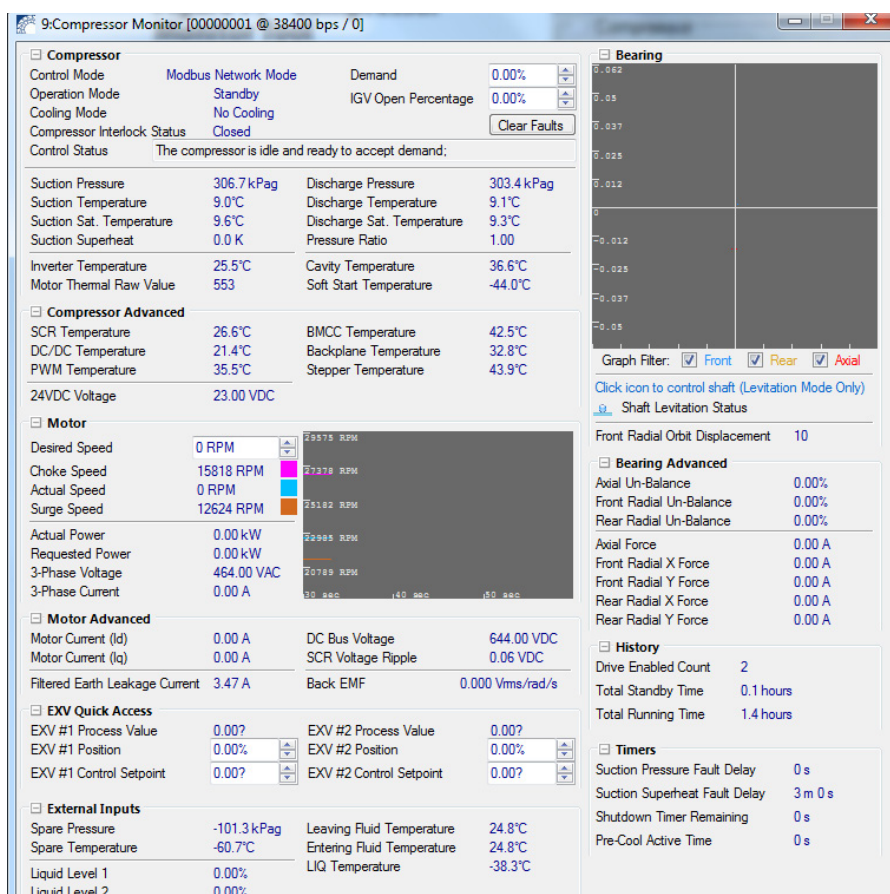 9:Compressor Monitor [00000001 @ 38400 bps / 0]
Compressor
Control Mode Modbus Network Mode Demand 0.00%
Operation Mode Standby IGV Open Percentage 0.00%
Cooling Mode No Cooling
Compressor Interlock Status Closed Clear Faults
Control Status The compressor is idle and ready to accept demand;
Suction Pressure 306.7 kPag Discharge Pressure 303.4 kPag
Suction Temperature 9.0°C Discharge Temperature 9.1°C
Suction Sat. Temperature 9.6°C Discharge Sat. Temperature 9.3°C
Suction Superheat 0.0 K Pressure Ratio 1.00
Inverter Temperature 25.5°C Cavity Temperature 36.6°C
Motor Thermal Raw Value 553 Soft Start Temperature -44.0°C
Compressor Advanced
SCR Temperature 26.6°C BMCC Temperature 42.5°C
DC/DC Temperature 21.4°C Backplane Temperature 32.8°C
PWM Temperature 35.5°C Stepper Temperature 43.9°C
24VDC Voltage 23.00 VDC
Motor
Desired Speed 0 RPM
Choke Speed 15818 RPM
Actual Speed 0 RPM
Surge Speed 12624 RPM
Actual Power 0.00 kW
Requested Power 0.00 kW
3-Phase Voltage 464.00 VAC
3-Phase Current 0.00 A
29575 RPM
27378 RPM
25182 RPM
22985 RPM
20789 RPM
30 sec 40 sec 50 sec
Motor Advanced
Motor Current (Id) 0.00 A DC Bus Voltage 644.00 VDC
Motor Current (Iq) 0.00 A SCR Voltage Ripple 0.06 VDC
Filtered Earth Leakage Current 3.47 A Back EMF 0.000 Vrms/rad/s
EXV Quick Access
EXV #1 Process Value 0.00? EXV #2 Process Value 0.00?
EXV #1 Position 0.00% EXV #2 Position 0.00%
EXV #1 Control Setpoint 0.00? EXV #2 Control Setpoint 0.00?
External Inputs
Spare Pressure -101.3 kPag Leaving Fluid Temperature 24.8°C
Spare Temperature -60.7°C Entering Fluid Temperature 24.8°C
LIQ Temperature -38.3°C
Liquid Level 1 0.00%
Liquid Level 2 0.00%
Bearing
0.062
0.05
0.037
0.025
0.012
0
-0.012
-0.025
-0.037
-0.05
Graph Filter: Front Rear Axial
Click icon to control shaft (Levitation Mode Only)
Shaft Levitation Status
Front Radial Orbit Displacement 10
Bearing Advanced
Axial Un-Balance 0.00%
Front Radial Un-Balance 0.00%
Rear Radial Un-Balance 0.00%
Axial Force 0.00 A
Front Radial X Force 0.00 A
Front Radial Y Force 0.00 A
Rear Radial X Force 0.00 A
Rear Radial Y Force 0.00 A
History
Drive Enabled Count 2
Total Standby Time 0.1 hours
Total Running Time 1.4 hours
Timers
Suction Pressure Fault Delay 0 s
Suction Superheat Fault Delay 3 m 0 s
Shutdown Timer Remaining 0 s
Pre-Cool Active Time 0 s